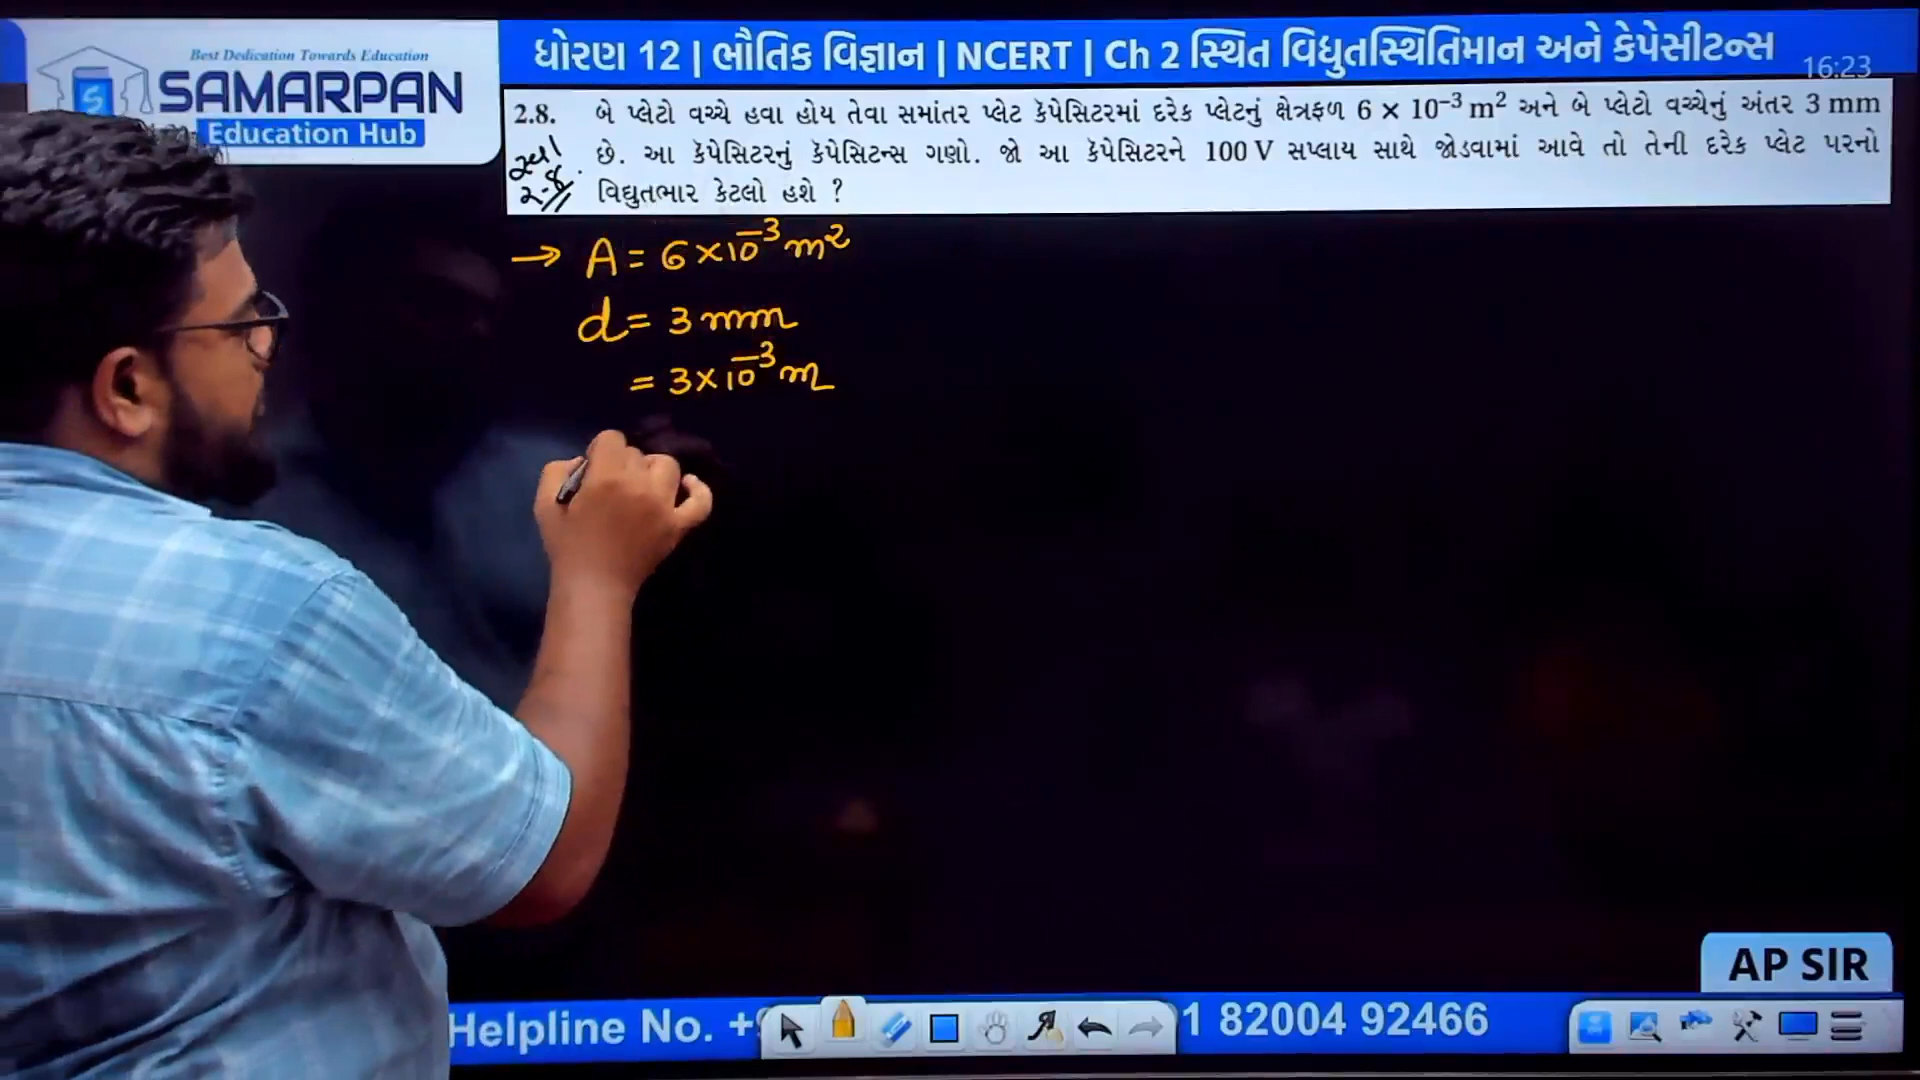 Best Dedication Towards Education
SAMARPAN
Education Hub
S
ધોરણ 12 | ભૌતિક વિજ્ઞાન | NCERT | Ch 2 સ્થિત વિદ્યુતસ્થિતિમાન અને કેપેસીટન્સ
16:23
2.8. બે પ્લેટો વચ્ચે હવા હોય તેવા સમાંતર પ્લેટ કૅપેસિટરમાં દરેક પ્લેટનું ક્ષેત્રફળ 6 × 10⁻³ m² અને બે પ્લેટો વચ્ચેનું અંતર 3 mm
છે. આ કૅપેસિટરનું કૅપેસિટન્સ ગણો. જો આ કૅપેસિટરને 100 V સપ્લાય સાથે જોડવામાં આવે તો તેની દરેક પ્લેટ પરનો
વિદ્યુતભાર કેટલો હશે ?
2-8
→ A = 6×10⁻³ m²
d = 3 mm
= 3×10⁻³ m
AP SIR
Helpline No. +
1 82004 92466